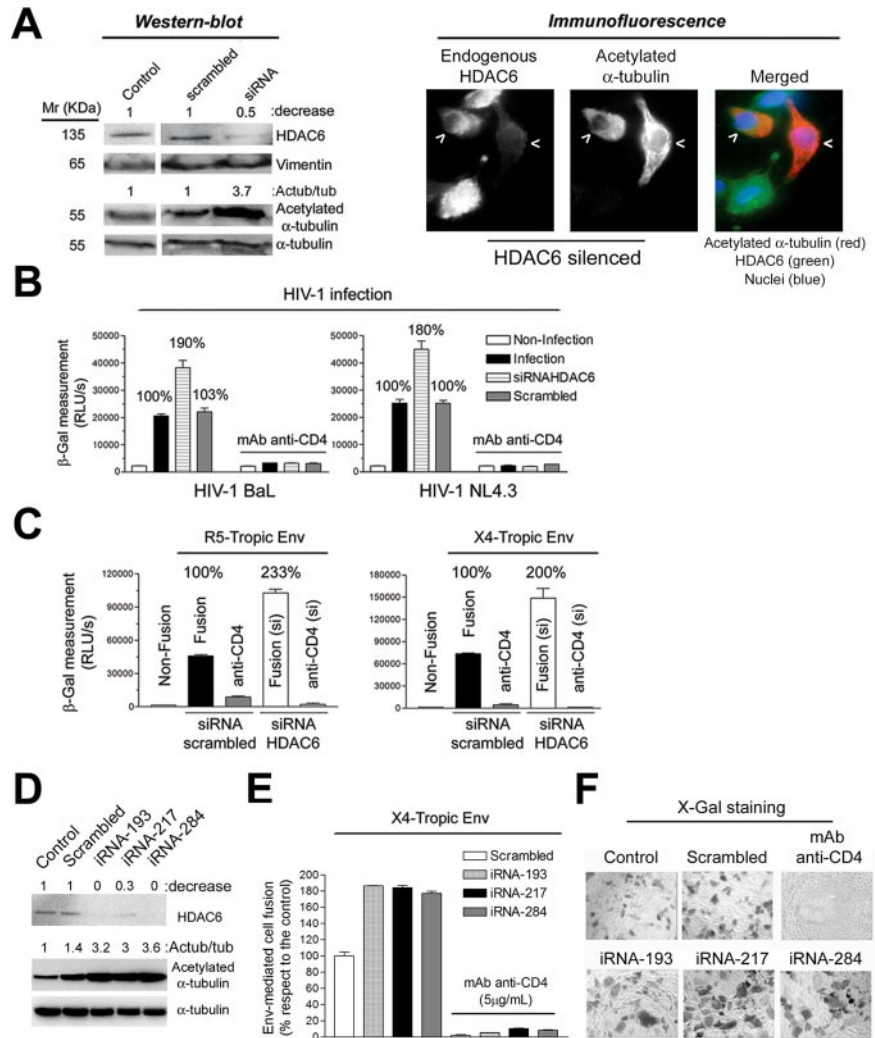 A
Western-blot
Control
scrambled
siRNA
Mr (KDa)
1 1 0.5 :decrease
135 HDAC6
65 Vimentin
1 1 3.7 :Actub/tub
55 Acetylated
α-tubulin
55 α-tubulin
Immunofluorescence
Endogenous
HDAC6
Acetylated
α-tubulin
Merged
HDAC6 silenced
Acetylated α-tubulin (red)
HDAC6 (green)
Nuclei (blue)
B
HIV-1 infection
β-Gal measurement
(RLU/s)
50000
40000
30000
20000
10000
0
100%
190%
103%
mAb anti-CD4
HIV-1 BaL
50000
40000
30000
20000
10000
0
100%
180%
100%
mAb anti-CD4
HIV-1 NL4.3
Non-Infection
Infection
siRNAHDAC6
Scrambled
C
R5-Tropic Env
β-Gal measurement
(RLU/s)
120000
90000
60000
30000
0
100%
233%
Non-Fusion
Fusion
anti-CD4
Fusion (si)
anti-CD4 (si)
siRNA
scrambled
siRNA
HDAC6
X4-Tropic Env
180000
150000
120000
90000
60000
30000
0
100%
200%
Non-Fusion
Fusion
anti-CD4
Fusion (si)
anti-CD4 (si)
siRNA
scrambled
siRNA
HDAC6
D
Control
Scrambled
iRNA-193
iRNA-217
iRNA-284
1 1 0 0.3 0 :decrease
HDAC6
1 1.4 3.2 3 3.6 :Actub/tub
Acetylated
α-tubulin
α-tubulin
E
X4-Tropic Env
Env-mediated cell fusion
(% respect to the control)
200
180
160
140
120
100
80
60
40
20
0
Scrambled
iRNA-193
iRNA-217
iRNA-284
mAb anti-CD4
(5μg/mL)
F
X-Gal staining
Control
Scrambled
mAb
anti-CD4
iRNA-193
iRNA-217
iRNA-284